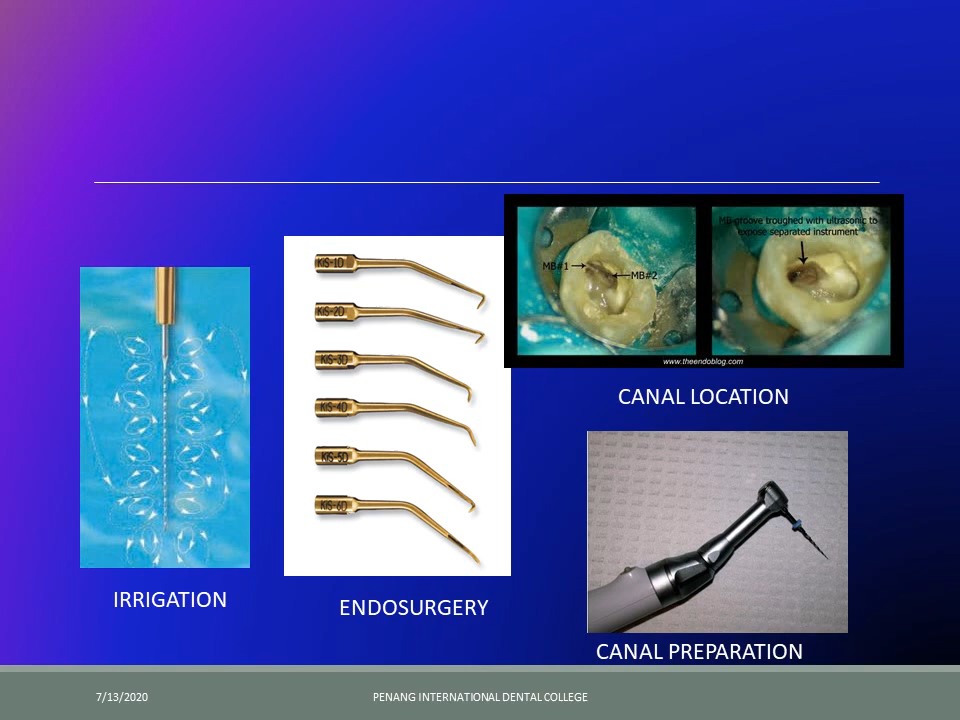 KiS-1D
KiS-2D
KiS-3D
KiS-4D
KiS-5D
KiS-6D
MB#1
MB#2
MB groove troughed with ultrasonic to
expose separated instrument
www.theendoblog.com
CANAL LOCATION
IRRIGATION
ENDOSURGERY
CANAL PREPARATION
7/13/2020
PENANG INTERNATIONAL DENTAL COLLEGE